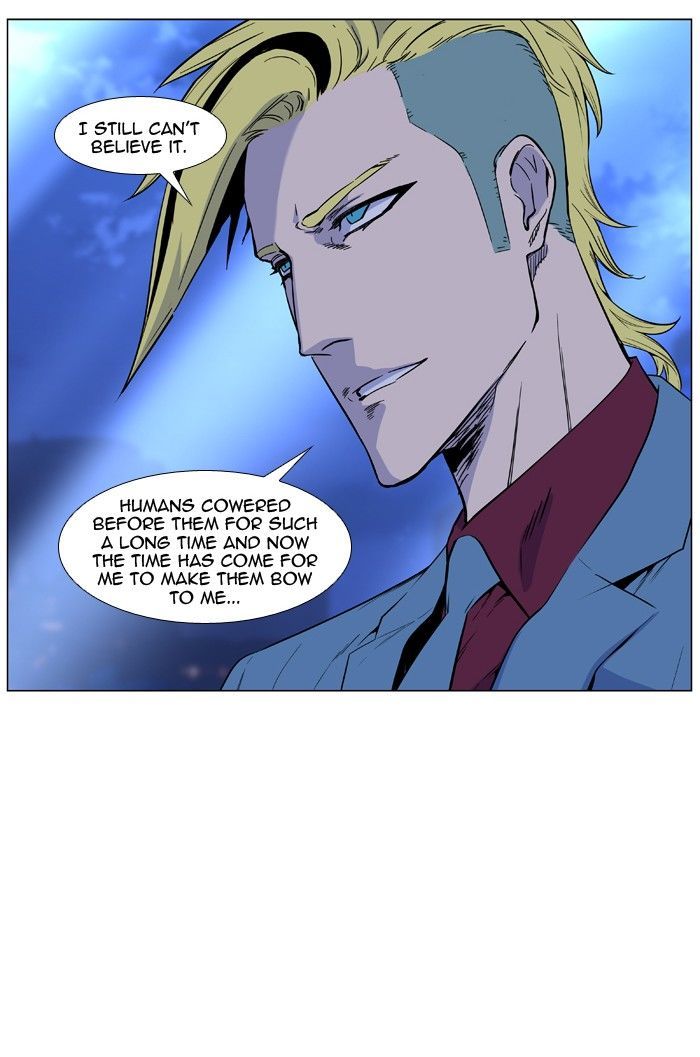 I STILL CAN'T
BELIEVE IT.
HUMANS COWERED
BEFORE THEM FOR SUCH
A LONG TIME AND NOW
THE TIME HAS COME FOR
ME TO MAKE THEM BOW
TO ME...